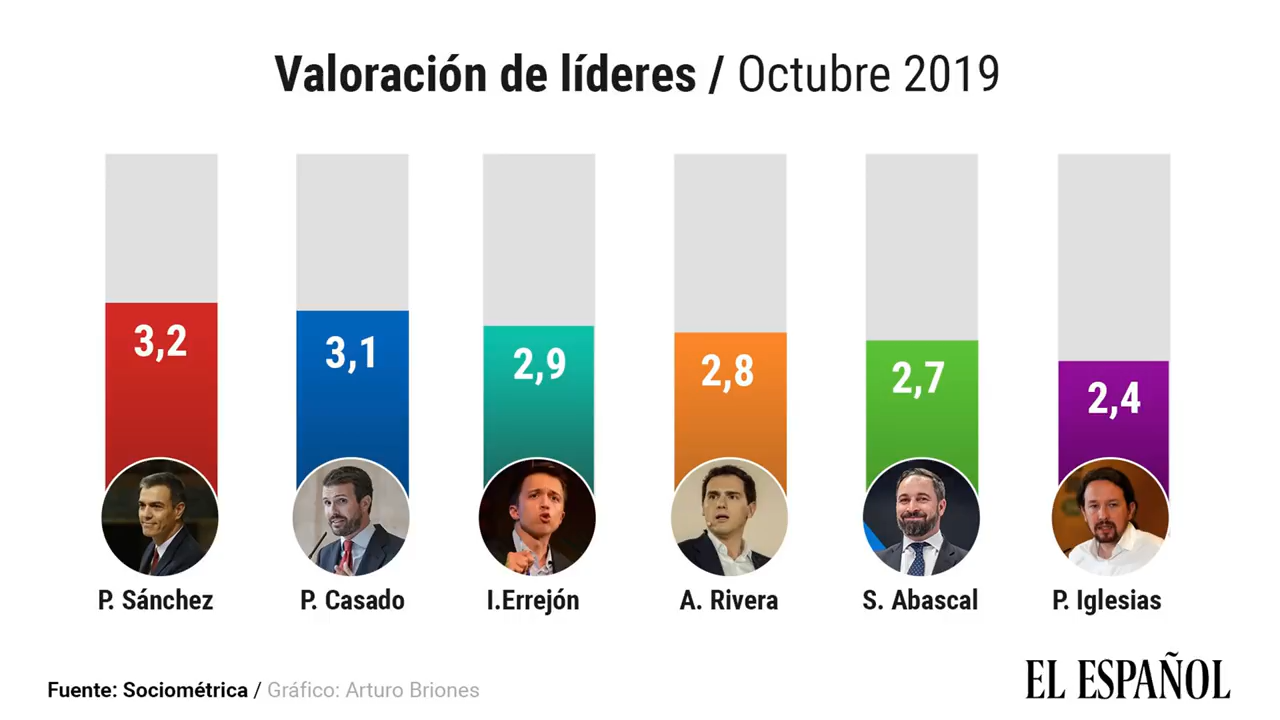 Valoración de líderes / Octubre 2019
3,2
3,1
2,9
2,8
2,7
2,4
P. Sánchez
P. Casado
I.Errejón
A. Rivera
S. Abascal
P. Iglesias
Fuente: Sociométrica / Gráfico: Arturo Briones
EL ESPAÑOL